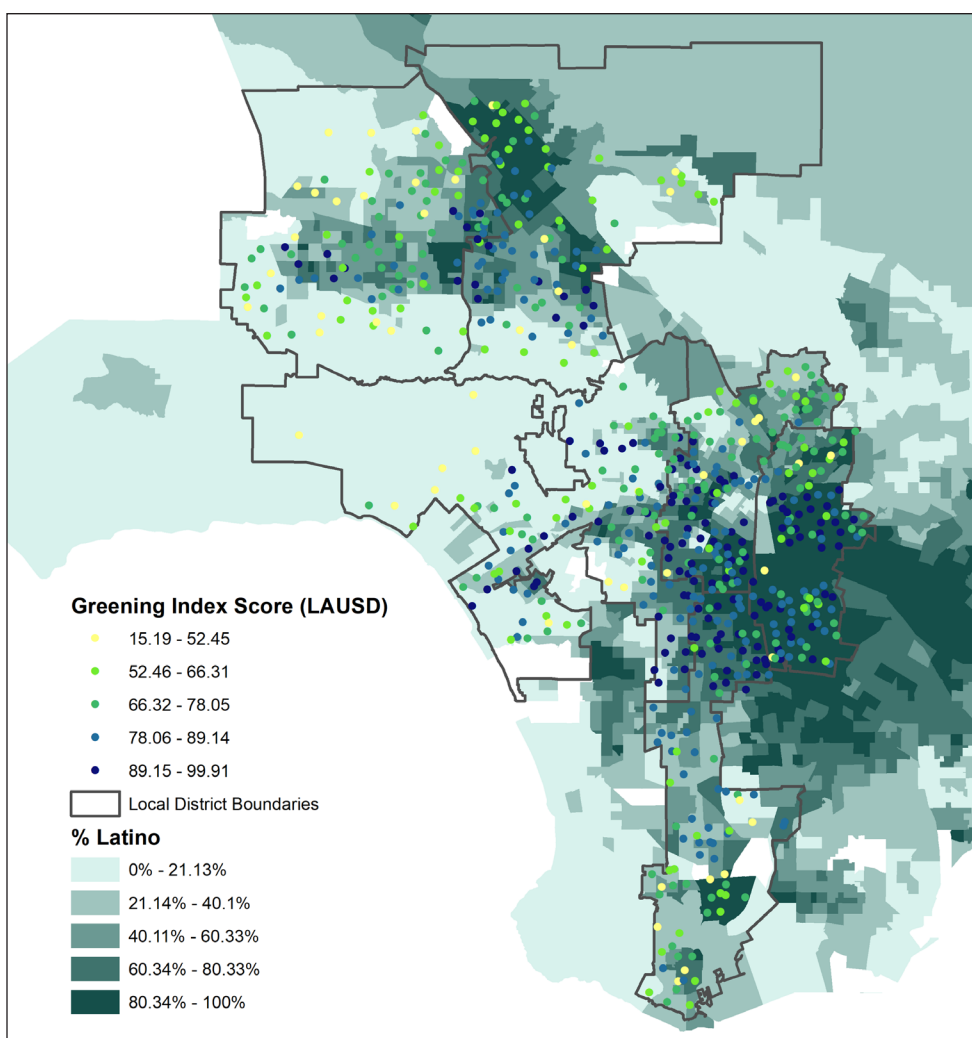 Greening Index Score (LAUSD)
15.19 - 52.45
52.46 - 66.31
66.32 - 78.05
78.06 - 89.14
89.15 - 99.91
Local District Boundaries
% Latino
0% - 21.13%
21.14% - 40.1%
40.11% - 60.33%
60.34% - 80.33%
80.34% - 100%